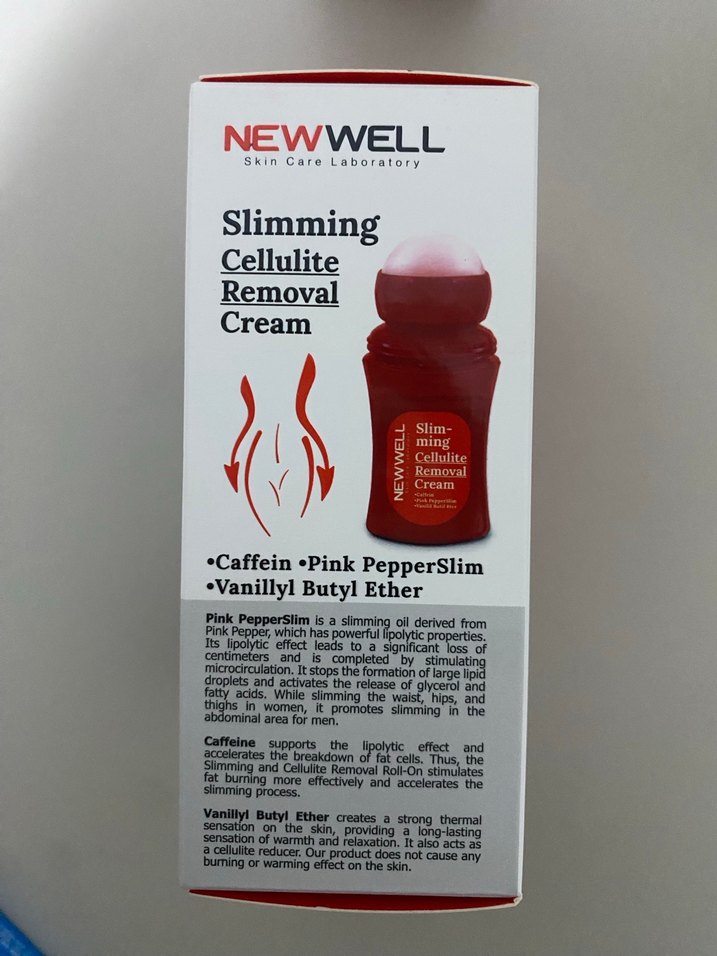 NEWWELL
Skin Care Laboratory
Slimming
Cellulite
Removal
Cream
NEWWELL
Slim-
ming
Cellulite
Removal
Cream
•Caffein
•Pink PepperSlim
•Caffein •Pink PepperSlim
•Vanillyl Butyl Ether
Pink PepperSlim is a slimming oil derived from
Pink Pepper, which has powerful lipolytic properties.
Its lipolytic effect leads to a significant loss of
centimeters and is completed by stimulating
microcirculation. It stops the formation of large lipid
droplets and activates the release of glycerol and
fatty acids. While slimming the waist, hips, and
thighs in women, it promotes slimming in the
abdominal area for men.
Caffeine supports the lipolytic effect and
accelerates the breakdown of fat cells. Thus, the
Slimming and Cellulite Removal Roll-On stimulates
fat burning more effectively and accelerates the
slimming process.
Vanillyl Butyl Ether creates a strong thermal
sensation on the skin, providing a long-lasting
sensation of warmth and relaxation. It also acts as
a cellulite reducer. Our product does not cause any
burning or warming effect on the skin.